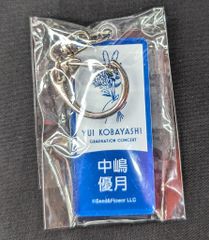 YUI KOBAYASHI
GRADUATION CONCERT
中嶋
優月
©Seed&Flower LLC